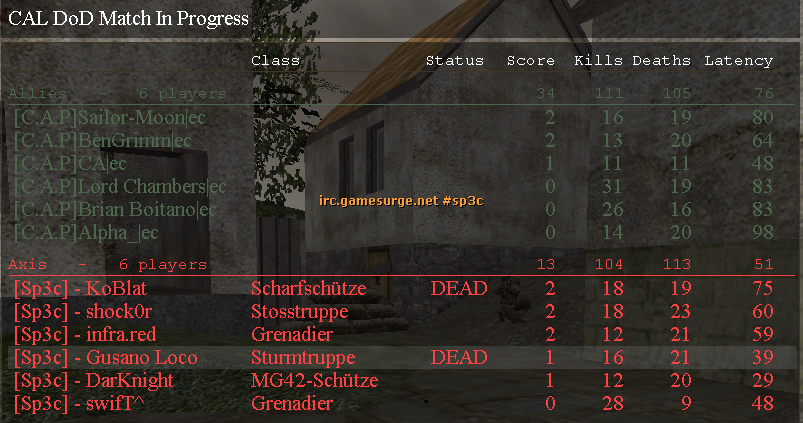 CAL DoD Match In Progress
Class Status Score Kills Deaths Latency
Allies - 6 players 34 111 105 76
[C.A.P]Sailor-Moon|ec 2 16 19 80
[C.A.P]BenGrimm|ec 2 13 20 64
[C.A.P]CA|ec 1 11 11 48
[C.A.P]Lord Chambers|ec 0 31 19 83
[C.A.P]Brian Boitano|ec 0 26 16 83
[C.A.P]Alpha_|ec 0 14 20 98
irc.gamesurge.net #sp3c
Axis - 6 players 13 104 113 51
[Sp3c] - KoBlat Scharfschütze DEAD 2 18 19 75
[Sp3c] - shock0r Stosstruppe 2 18 23 60
[Sp3c] - infra.red Grenadier 2 12 21 59
[Sp3c] - Gusano Loco Sturmtruppe DEAD 1 16 21 39
[Sp3c] - DarKnight MG42-Schütze 1 12 20 29
[Sp3c] - swifT^ Grenadier 0 28 9 48